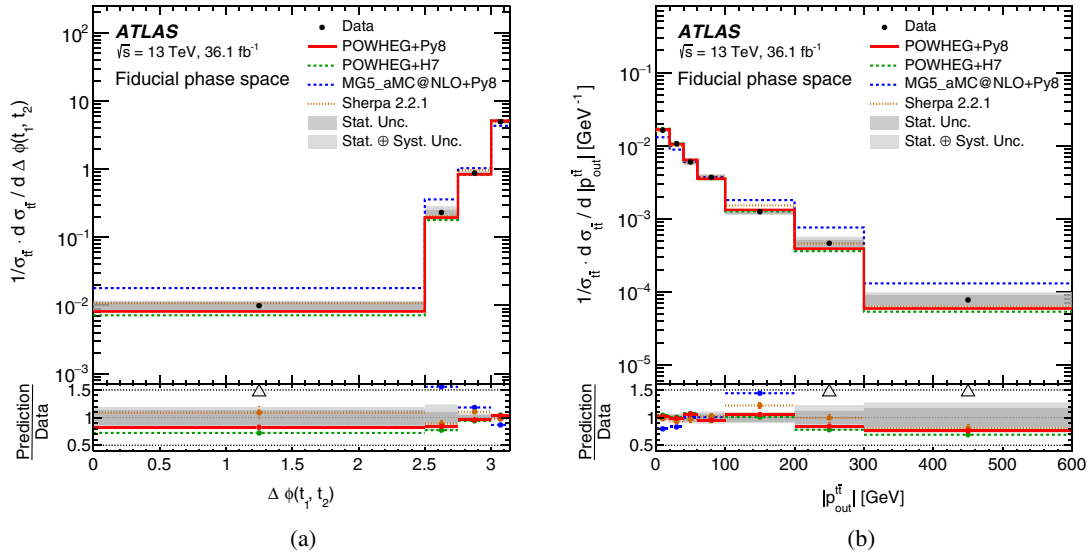 ATLAS
√s = 13 TeV, 36.1 fb⁻¹
Fiducial phase space
Data
POWHEG+Py8
POWHEG+H7
MG5_aMC@NLO+Py8
Sherpa 2.2.1
Stat. Unc.
Stat. ⊕ Syst. Unc.
1/σ_tt̄ · d σ_tt̄ / d Δ φ(t₁, t₂)
10²
10
1
10⁻¹
10⁻²
10⁻³
Prediction
Data
1.5
1
0.5
0 0.5 1 1.5 2 2.5 3
Δ φ(t₁, t₂)
(a)
ATLAS
√s = 13 TeV, 36.1 fb⁻¹
Fiducial phase space
Data
POWHEG+Py8
POWHEG+H7
MG5_aMC@NLO+Py8
Sherpa 2.2.1
Stat. Unc.
Stat. ⊕ Syst. Unc.
1/σ_tt̄ · d σ_tt̄ / d |p_out^tt̄| [GeV⁻¹]
10⁻¹
10⁻²
10⁻³
10⁻⁴
10⁻⁵
Prediction
Data
1.5
1
0.5
0 100 200 300 400 500 600
|p_out^tt̄| [GeV]
(b)